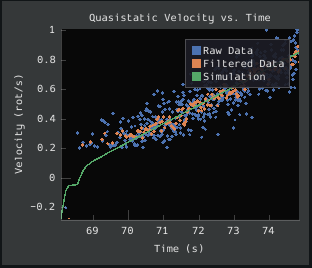 Quasistatic Velocity vs. Time
1
0.8
0.6
0.4
0.2
0
−0.2
Velocity (rot/s)
Raw Data
Filtered Data
Simulation
69 70 71 72 73 74
Time (s)